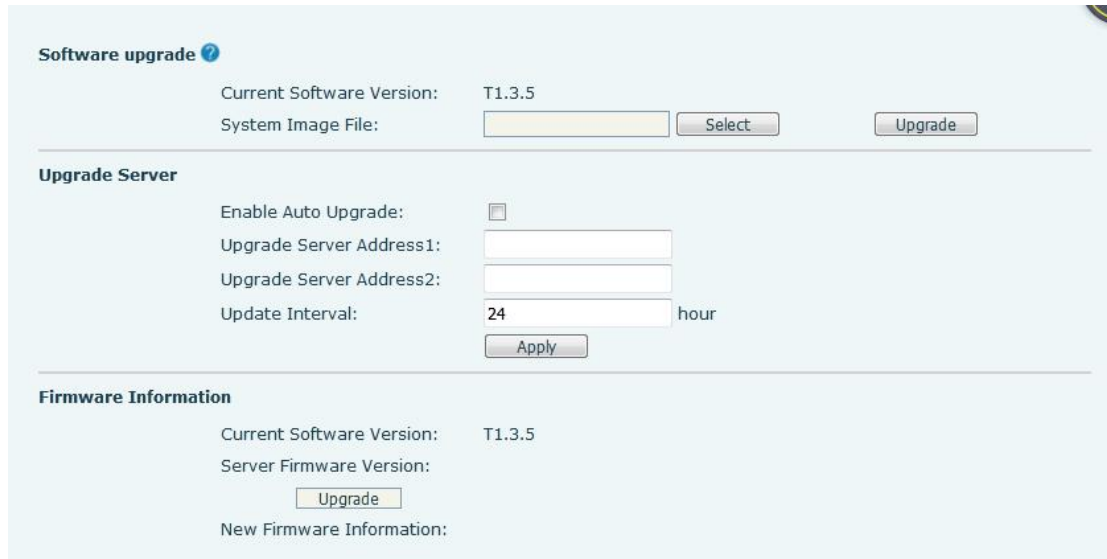 Software upgrade ?
Current Software Version: T1.3.5
System Image File: Select Upgrade
Upgrade Server
Enable Auto Upgrade:
Upgrade Server Address1:
Upgrade Server Address2:
Update Interval: 24 hour
Apply
Firmware Information
Current Software Version: T1.3.5
Server Firmware Version:
Upgrade
New Firmware Information: